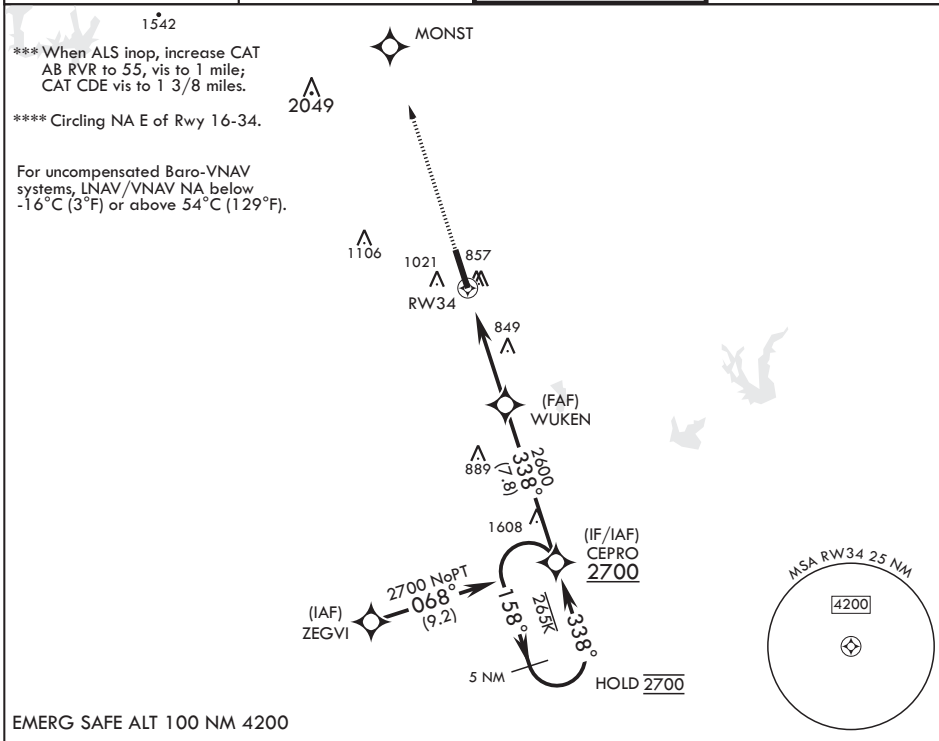 1542
*** When ALS inop, increase CAT
AB RVR to 55, vis to 1 mile;
CAT CDE vis to 1 3/8 miles.
**** Circling NA E of Rwy 16-34.
For uncompensated Baro-VNAV
systems, LNAV/VNAV NA below
-16°C (3°F) or above 54°C (129°F).
MONST
2049
1106
1021
857
RW34
849
(FAF)
WUKEN
889
2600
338°
(7.8)
1608
(IF/IAF)
CEPRO
2700
2700 NoPT
068°
(9.2)
(IAF)
ZEGVI
158°
265K
338°
5 NM
HOLD 2700
MSA RW34 25 NM
4200
EMERG SAFE ALT 100 NM 4200